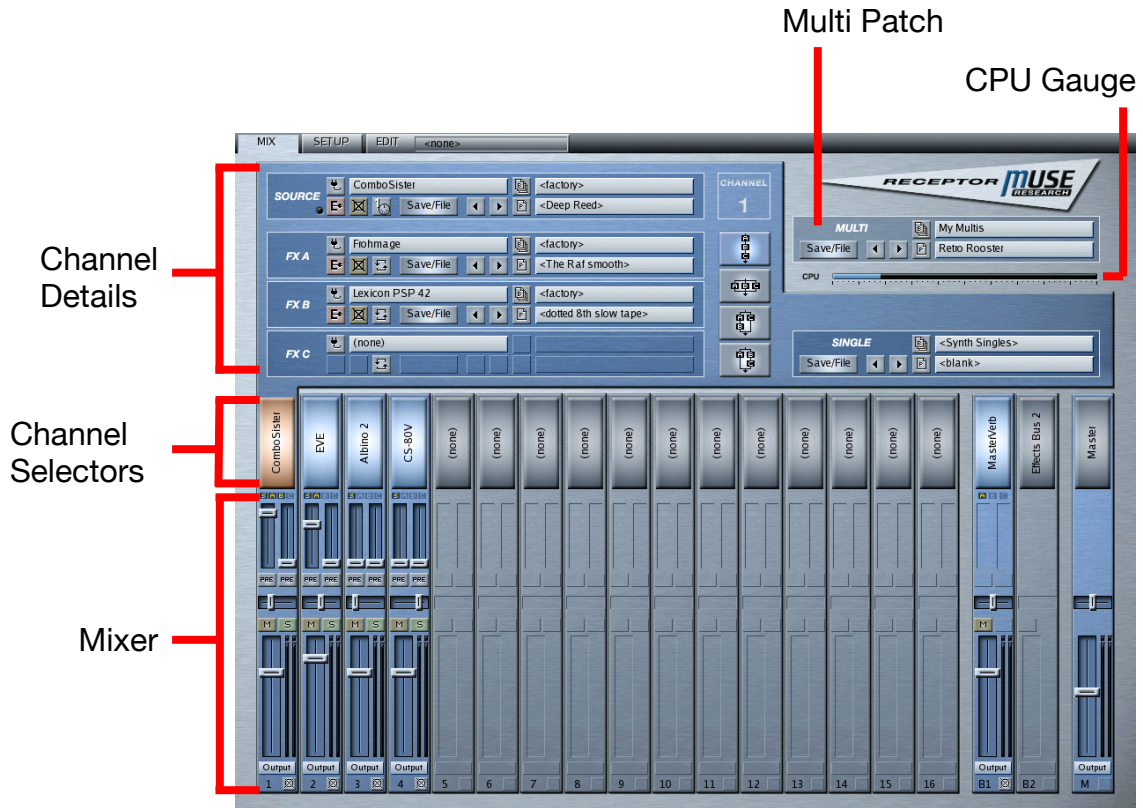 Multi Patch
CPU Gauge
MIX SETUP EDIT <none>
Channel
Details
SOURCE ComboSister <factory>
E Save/File P <Deep Reed>
CHANNEL
1
FX A Frohmage <factory>
E Save/File P <The Raf smooth>
FX B Lexicon PSP 42 <factory>
E Save/File P <dotted 8th slow tape>
FX C (none)
A B C
A B C
A C B
A B C
RECEPTOR MUSE
RESEARCH
MULTI My Multis
Save/File P Retro Rooster
CPU
SINGLE <Synth Singles>
Save/File P <blank>
Channel
Selectors
ComboSister EVE Albino 2 CS-80V (none) (none) (none) (none) (none) (none) (none) (none) (none) (none) (none) (none) MasterVerb Effects Bus 2 Master
Mixer
S A B C S A B C S A B C S A B C A B C
PRE PRE PRE PRE PRE PRE PRE PRE
M S M S M S M S M
Output Output Output Output Output Output
1 2 3 4 5 6 7 8 9 10 11 12 13 14 15 16 B1 B2 M